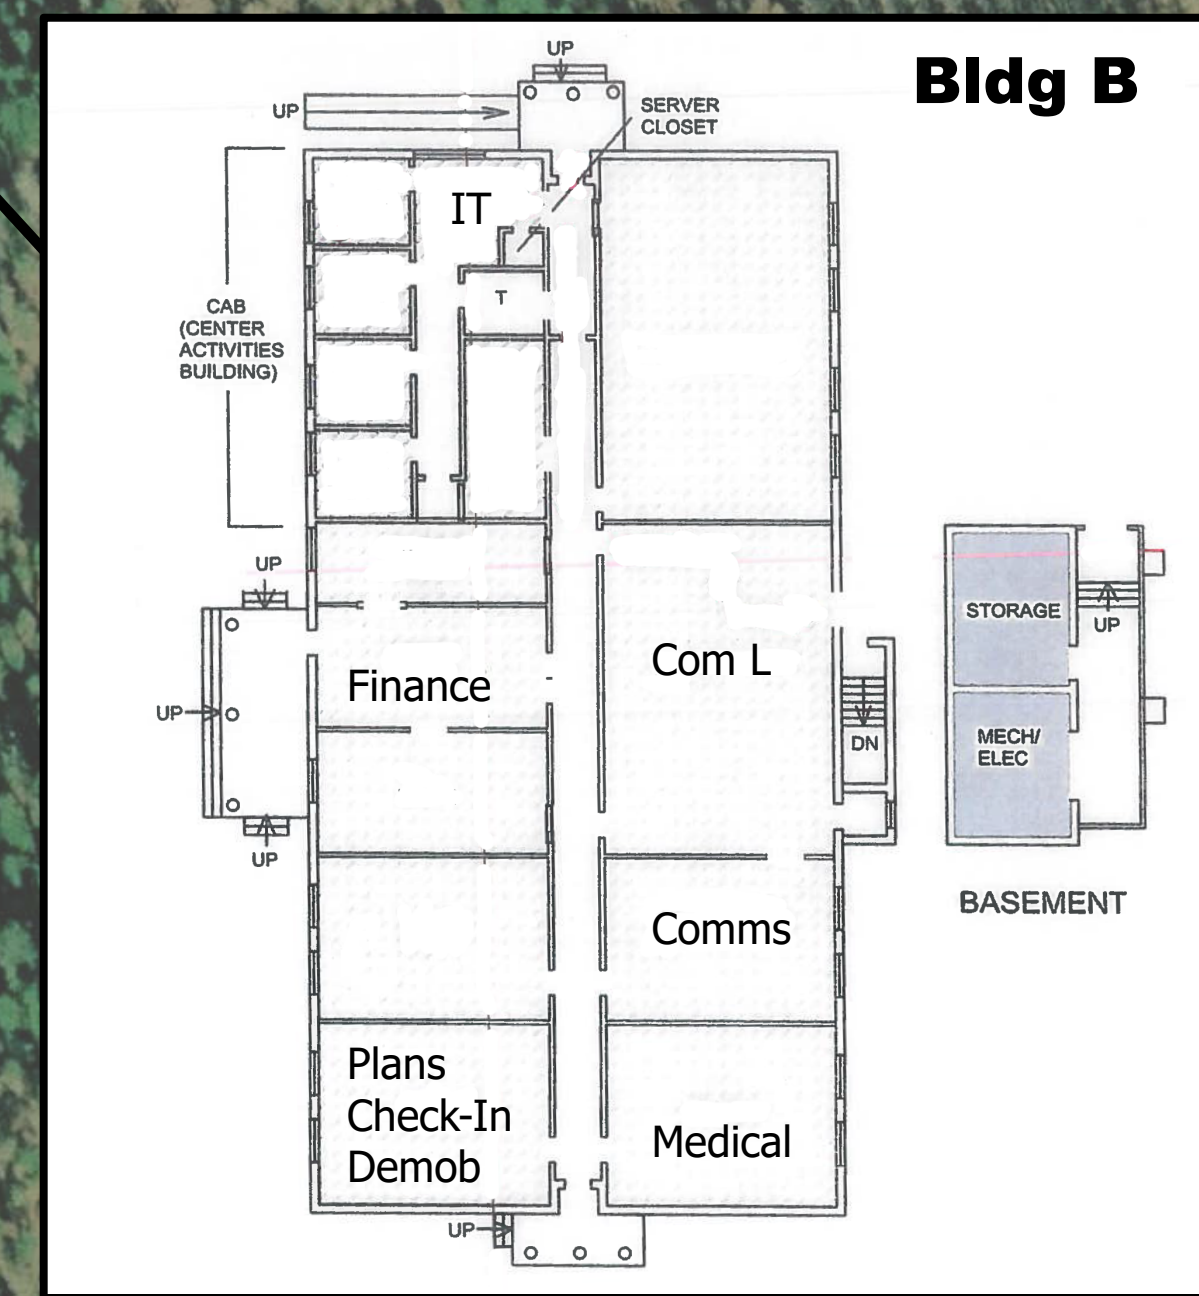 Bldg B
UP
UP
SERVER
CLOSET
IT
T
CAB
(CENTER
ACTIVITIES
BUILDING)
UP
Finance
Com L
UP
DN
UP
STORAGE
UP
MECH/
ELEC
BASEMENT
Comms
Plans
Check-In
Demob
Medical
UP